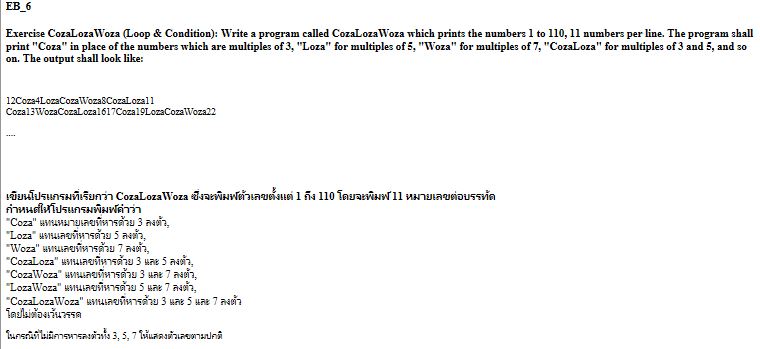 EB_6
Exercise CozaLozaWoza (Loop & Condition): Write a program called CozaLozaWoza which prints the numbers 1 to 110, 11 numbers per line. The program shall
print "Coza" in place of the numbers which are multiples of 3, "Loza" for multiples of 5, "Woza" for multiples of 7, "CozaLoza" for multiples of 3 and 5, and so
on. The output shall look like:
12Coza4LozaCozaWoza8CozaLoza11
Coza13WozaCozaLoza1617Coza19LozaCozaWoza22
....
เขียนโปรแกรมที่เรียกว่า CozaLozaWoza ซึ่งจะพิมพ์ตัวเลขตั้งแต่ 1 ถึง 110 โดยจะพิมพ์ 11 หมายเลขต่อบรรทัด
กำหนดให้โปรแกรมพิมพ์คำว่า
"Coza" แทนหมายเลขที่หารด้วย 3 ลงตัว,
"Loza" แทนเลขที่หารด้วย 5 ลงตัว,
"Woza" แทนเลขที่หารด้วย 7 ลงตัว,
"CozaLoza" แทนเลขที่หารด้วย 3 และ 5 ลงตัว,
"CozaWoza" แทนเลขที่หารด้วย 3 และ 7 ลงตัว,
"LozaWoza" แทนเลขที่หารด้วย 5 และ 7 ลงตัว,
"CozaLozaWoza" แทนเลขที่หารด้วย 3 และ 5 และ 7 ลงตัว
โดยไม่ต้องเว้นวรรค
ในกรณีที่ไม่มีการหารลงตัวทั้ง 3, 5, 7 ให้แสดงตัวเลขตามปกติ